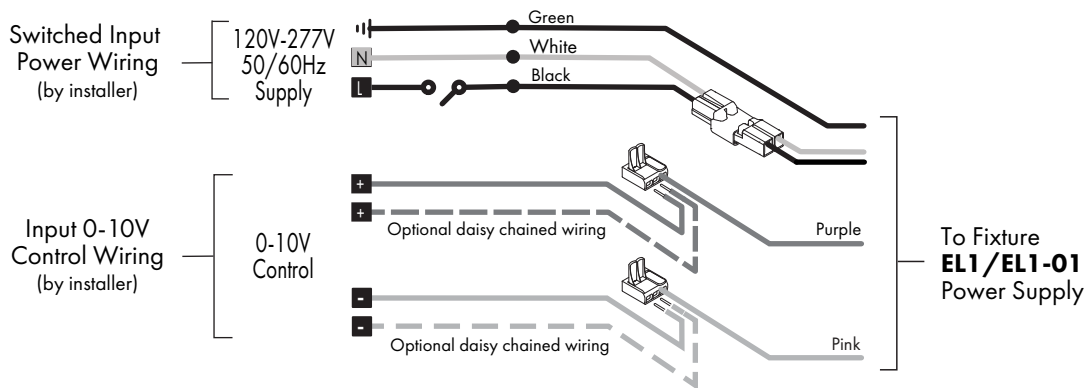 Switched Input
Power Wiring
(by installer)
120V-277V
50/60Hz
Supply
N
L
Green
White
Black
Input 0-10V
Control Wiring
(by installer)
0-10V
Control
+
+
Optional daisy chained wiring
-
-
Optional daisy chained wiring
Purple
Pink
To Fixture
EL1/EL1-01
Power Supply